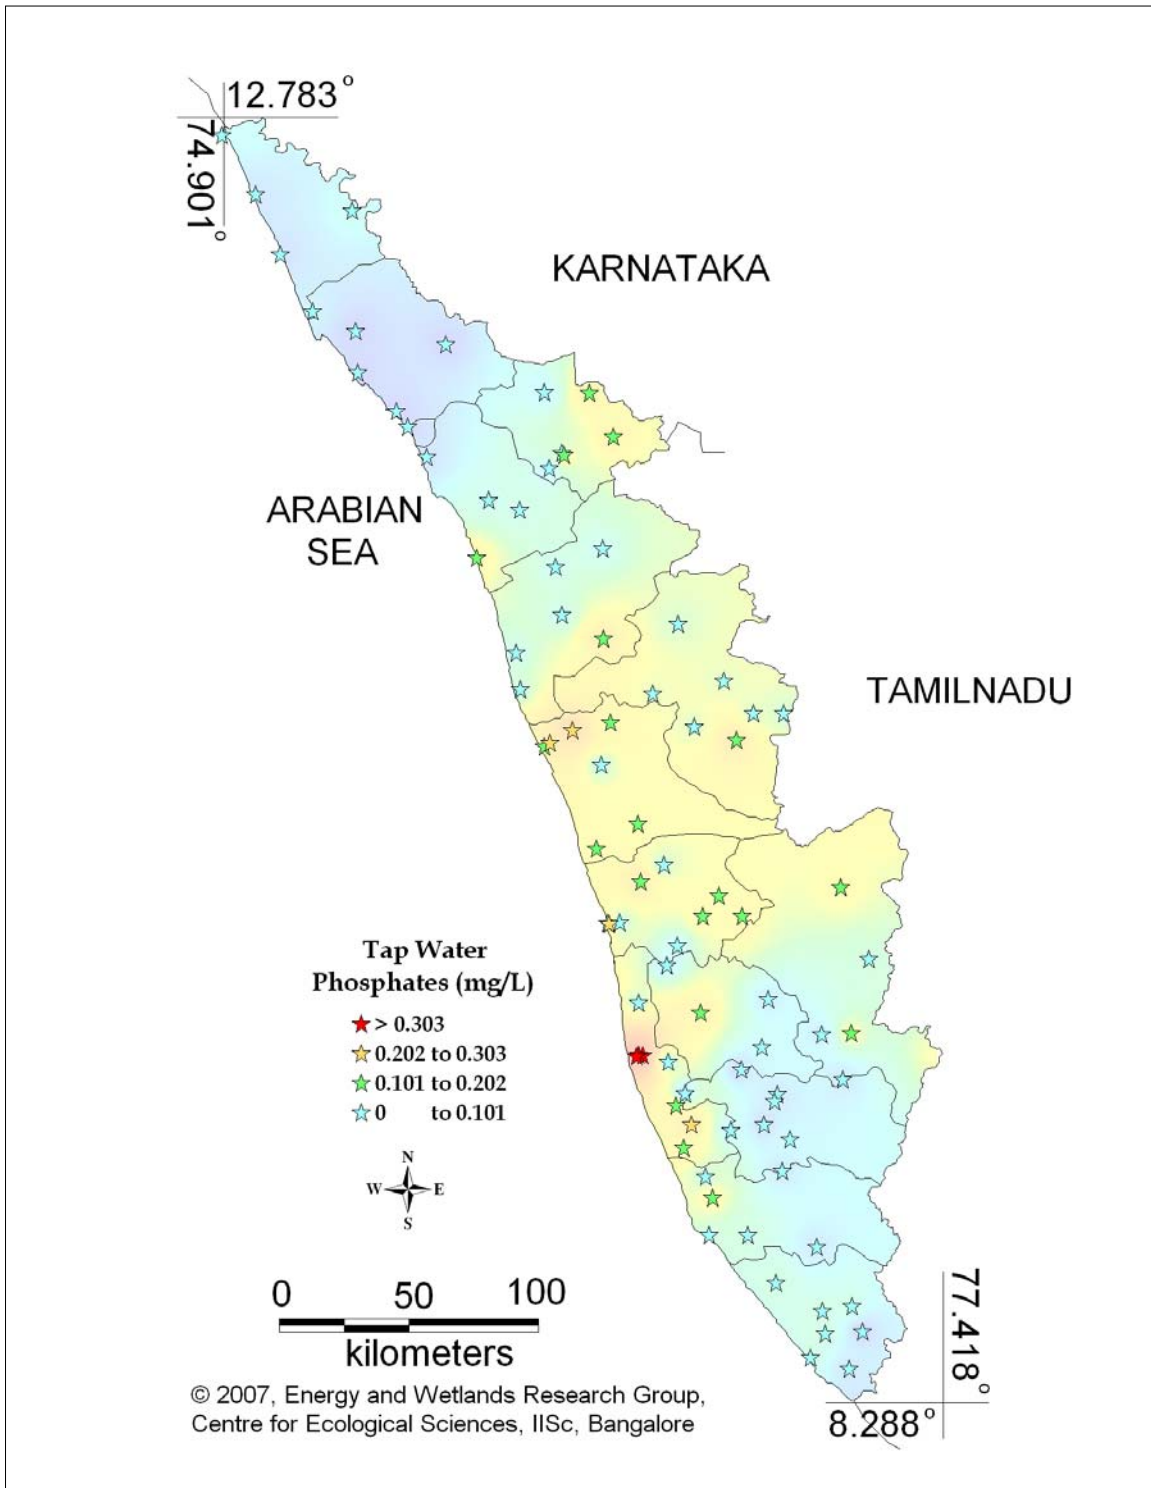 12.783°
74.901°
KARNATAKA
ARABIAN
SEA
TAMILNADU
Tap Water
Phosphates (mg/L)
> 0.303
0.202 to 0.303
0.101 to 0.202
0 to 0.101
N
W E
S
0 50 100
kilometers
77.418°
8.288°
© 2007, Energy and Wetlands Research Group,
Centre for Ecological Sciences, IISc, Bangalore